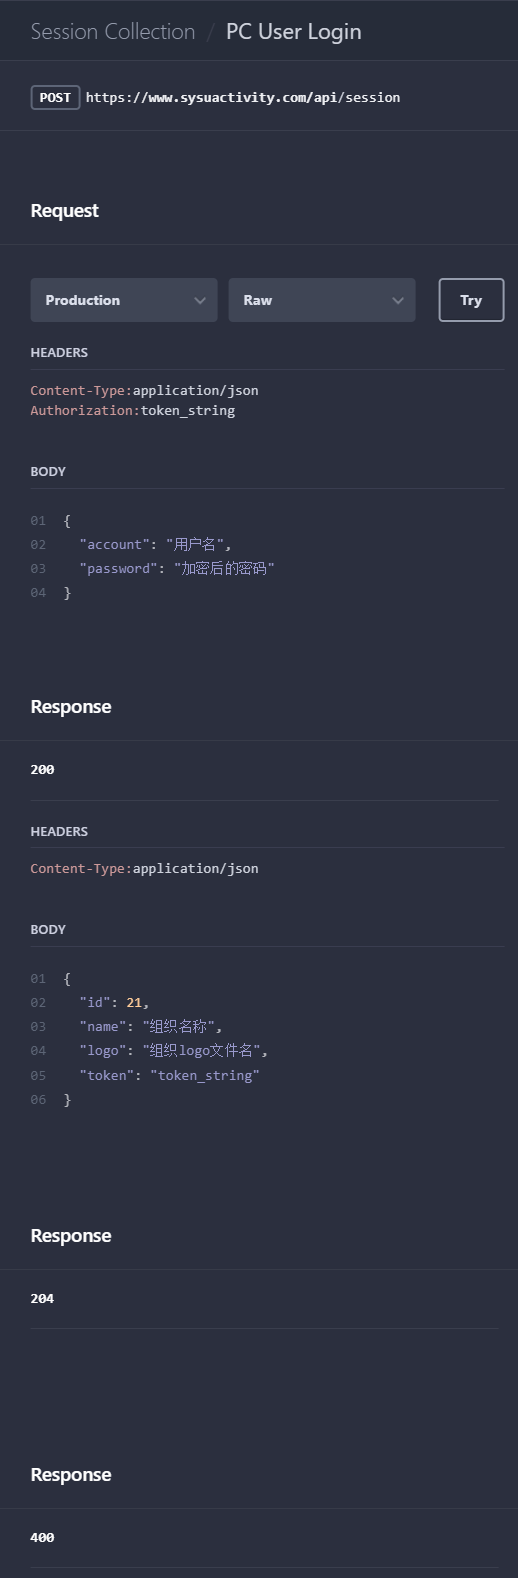 Session Collection / PC User Login
POST https://www.sysuactivity.com/api/session
Request
Production Raw Try
HEADERS
Content-Type:application/json
Authorization:token_string
BODY
01 {
02 "account": "用户名",
03 "password": "加密后的密码"
04 }
Response
200
HEADERS
Content-Type:application/json
BODY
01 {
02 "id": 21,
03 "name": "组织名称",
04 "logo": "组织logo文件名",
05 "token": "token_string"
06 }
Response
204
Response
400